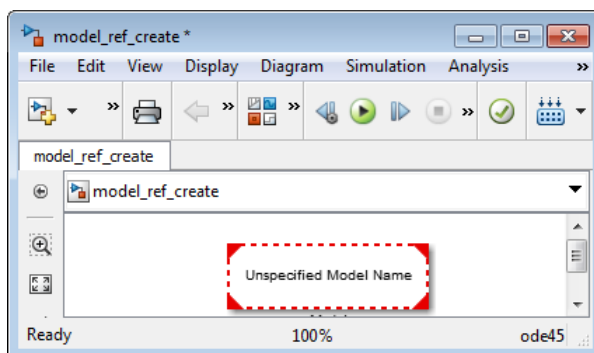 model_ref_create *
File Edit View Display Diagram Simulation Analysis »
» » » »
model_ref_create
model_ref_create
Unspecified Model Name
Ready 100% ode45